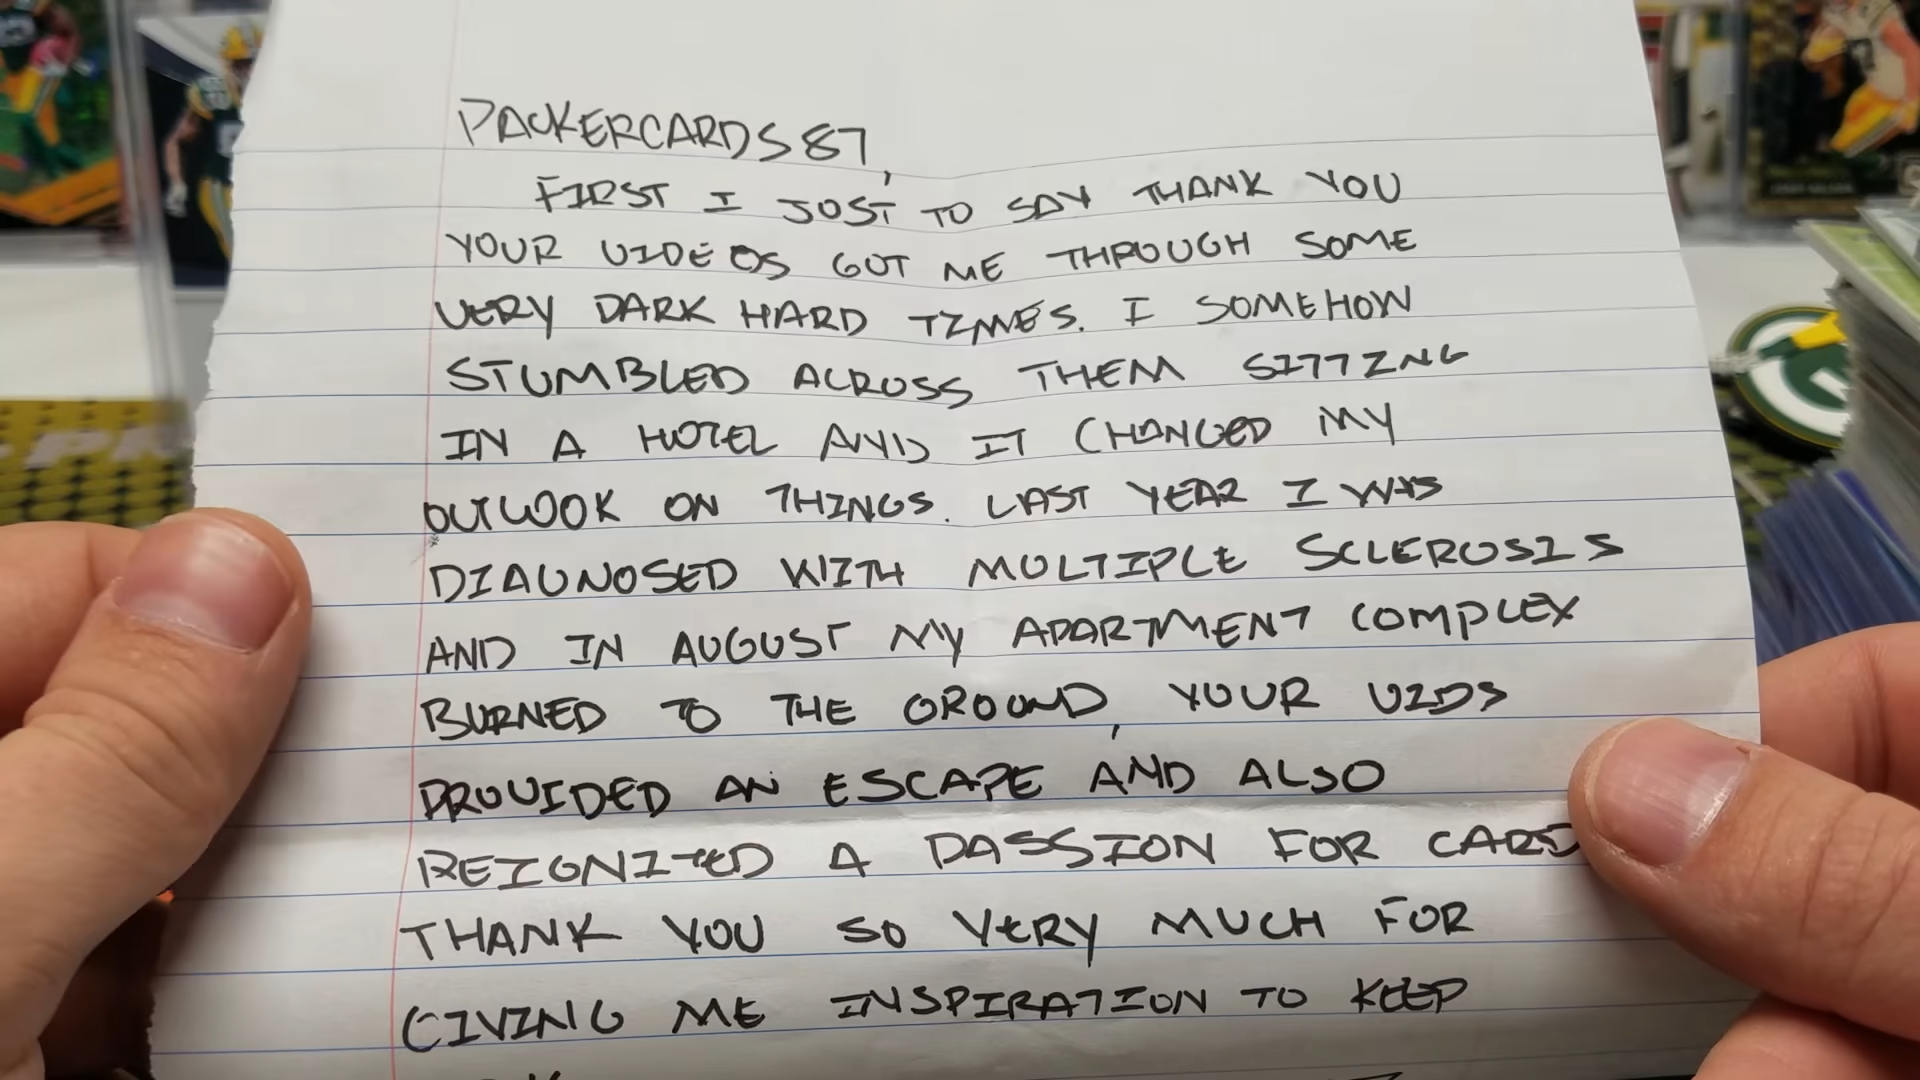 PACKERCARDS87,
FIRST I JUST TO SAY THANK YOU
YOUR VIDEOS GOT ME THROUGH SOME
VERY DARK HARD TIMES. I SOMEHOW
STUMBLED ACROSS THEM SITTING
IN A HOTEL AND IT CHANGED MY
OUTLOOK ON THINGS. LAST YEAR I WAS
DIAGNOSED WITH MULTIPLE SCLEROSIS
AND IN AUGUST MY APARTMENT COMPLEX
BURNED TO THE GROUND, YOUR VIDS
PROVIDED AN ESCAPE AND ALSO
REIGNITED A PASSION FOR CARD
THANK YOU SO VERY MUCH FOR
GIVING ME INSPIRATION TO KEEP